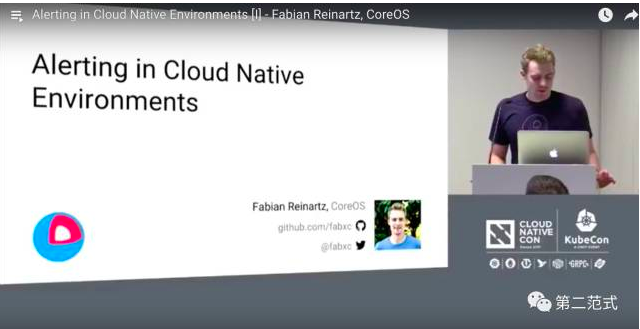 Alerting in Cloud Native Environments [I] - Fabian Reinartz, CoreOS
Alerting in Cloud Native
Environments
Fabian Reinartz, CoreOS
github.com/fabxc
@fabxc
CLOUD
NATIVE
CON
KubeCon
GRPC
第二范式